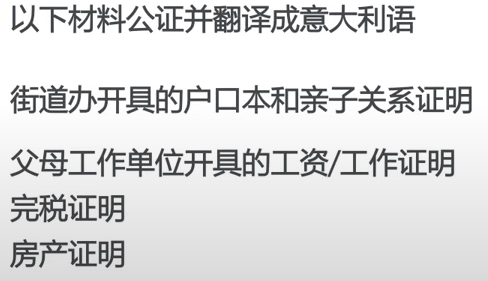 以下材料公证并翻译成意大利语
街道办开具的户口本和亲子关系证明
父母工作单位开具的工资/工作证明
完税证明
房产证明